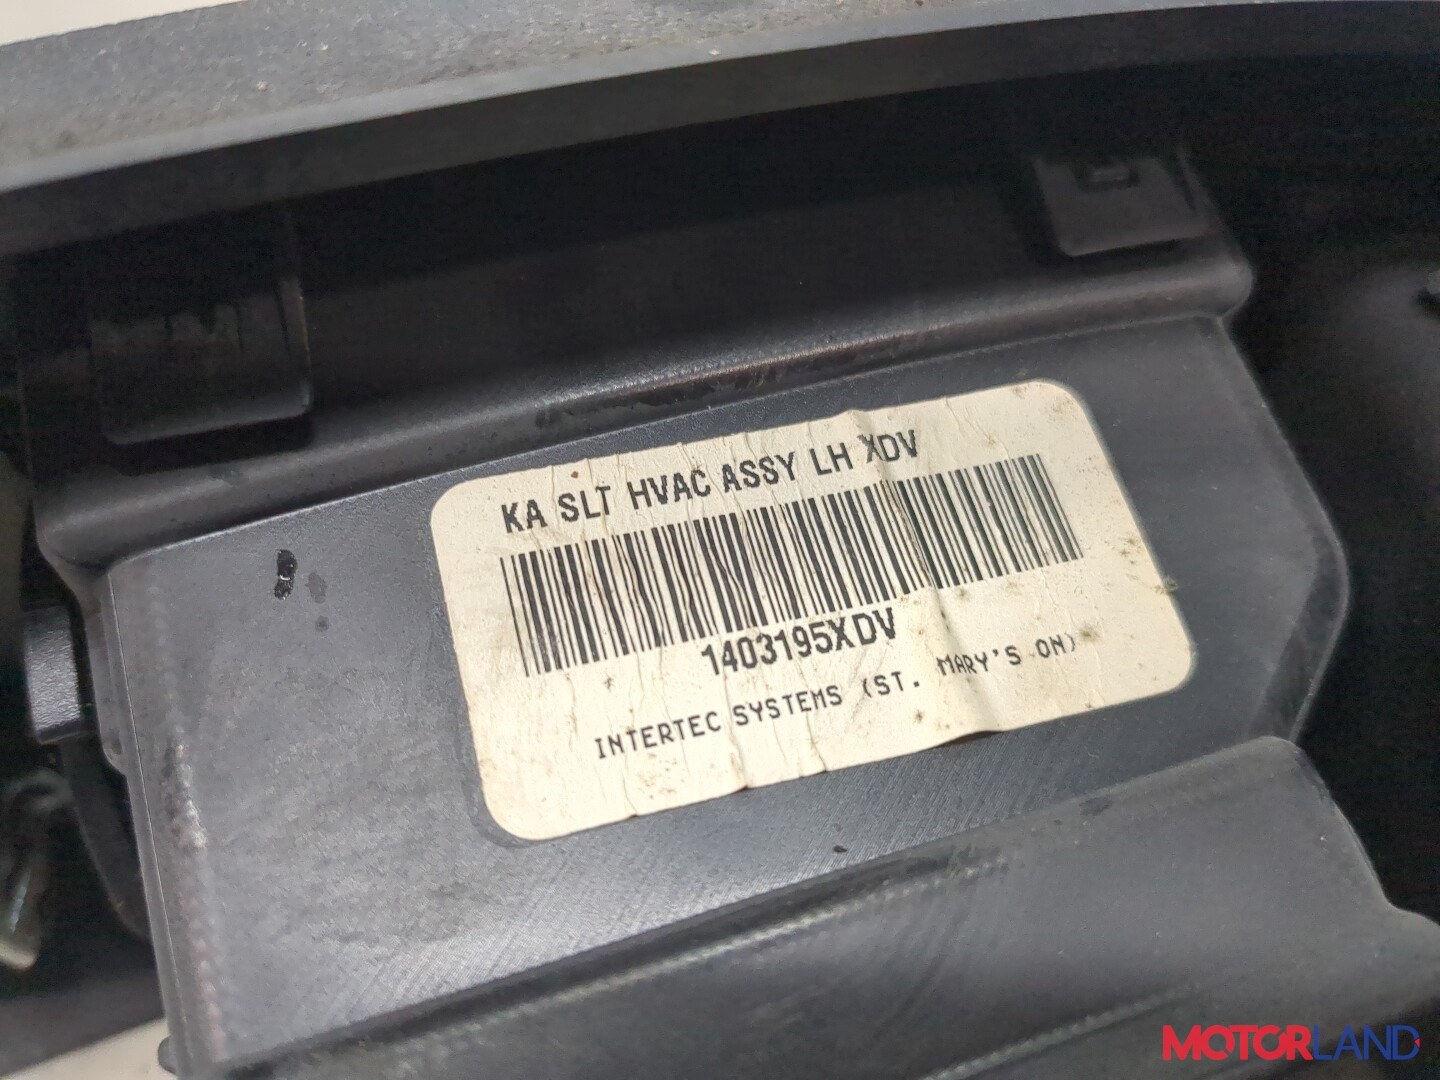 KA SLT HVAC ASSY LH XDV
1403195XDV
INTERTEC SYSTEMS (ST. MARY'S ON)
MOTORLAND